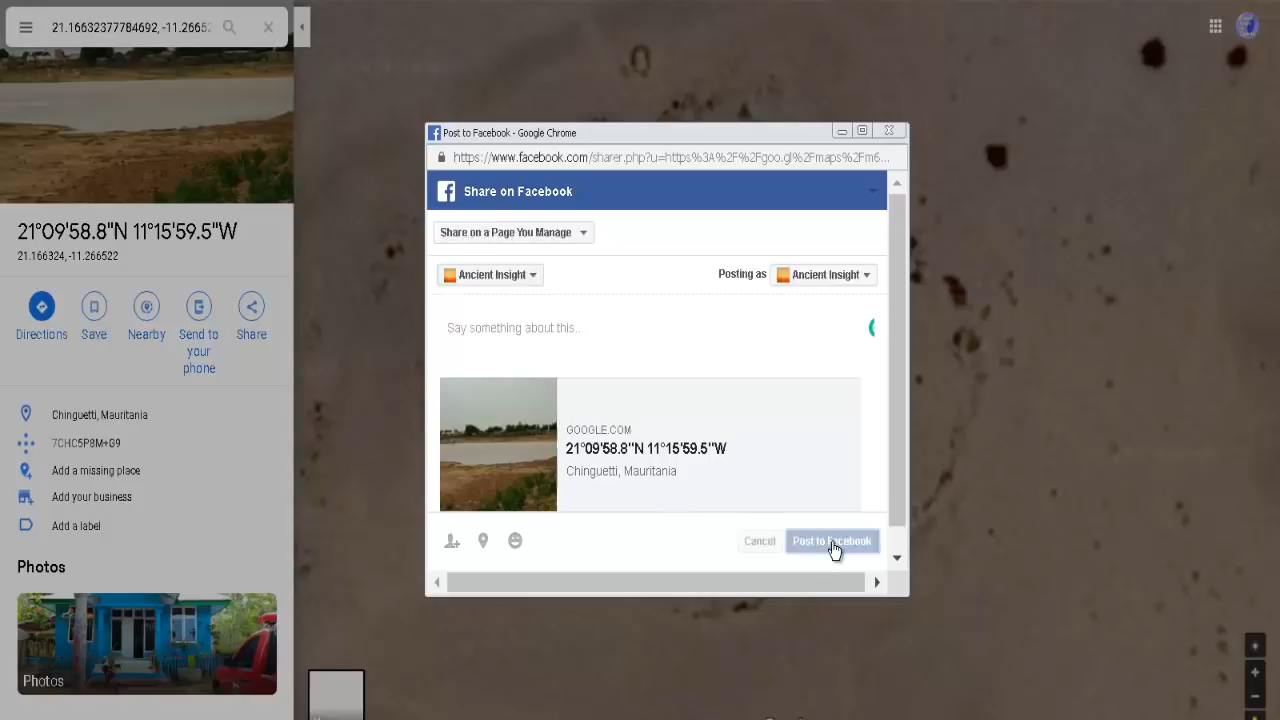 21.16632377784692, -11.2665
21°09'58.8"N 11°15'59.5"W
21.166324, -11.266522
Directions
Save
Nearby
Send to
your
phone
Share
Chinguetti, Mauritania
7CHC5P8M+G9
Add a missing place
Add your business
Add a label
Photos
Photos
Post to Facebook - Google Chrome
https://www.facebook.com/sharer.php?u=https%3A%2F%2Fgoo.gl%2Fmaps%2Fm6...
Share on Facebook
Share on a Page You Manage
Ancient Insight
Posting as
Ancient Insight
Say something about this..
GOOGLE.COM
21°09'58.8"N 11°15'59.5"W
Chinguetti, Mauritania
Cancel
Post to Facebook